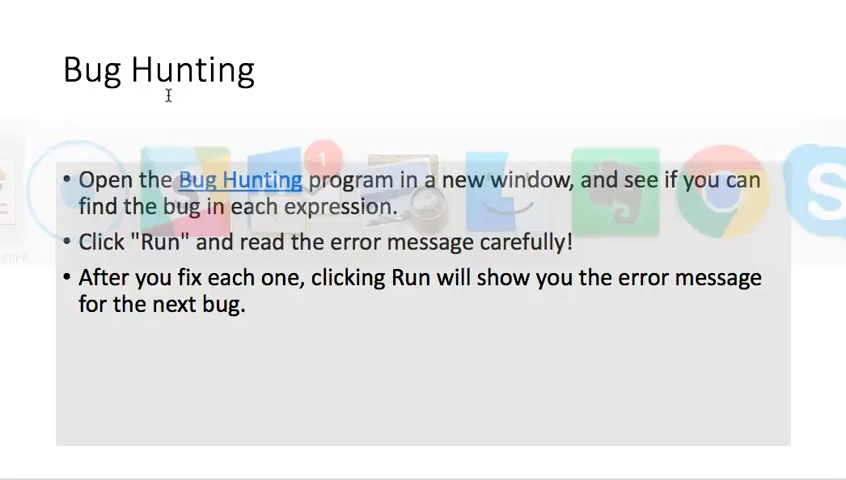 Bug Hunting
• Open the Bug Hunting program in a new window, and see if you can
find the bug in each expression.
• Click "Run" and read the error message carefully!
• After you fix each one, clicking Run will show you the error message
for the next bug.
1